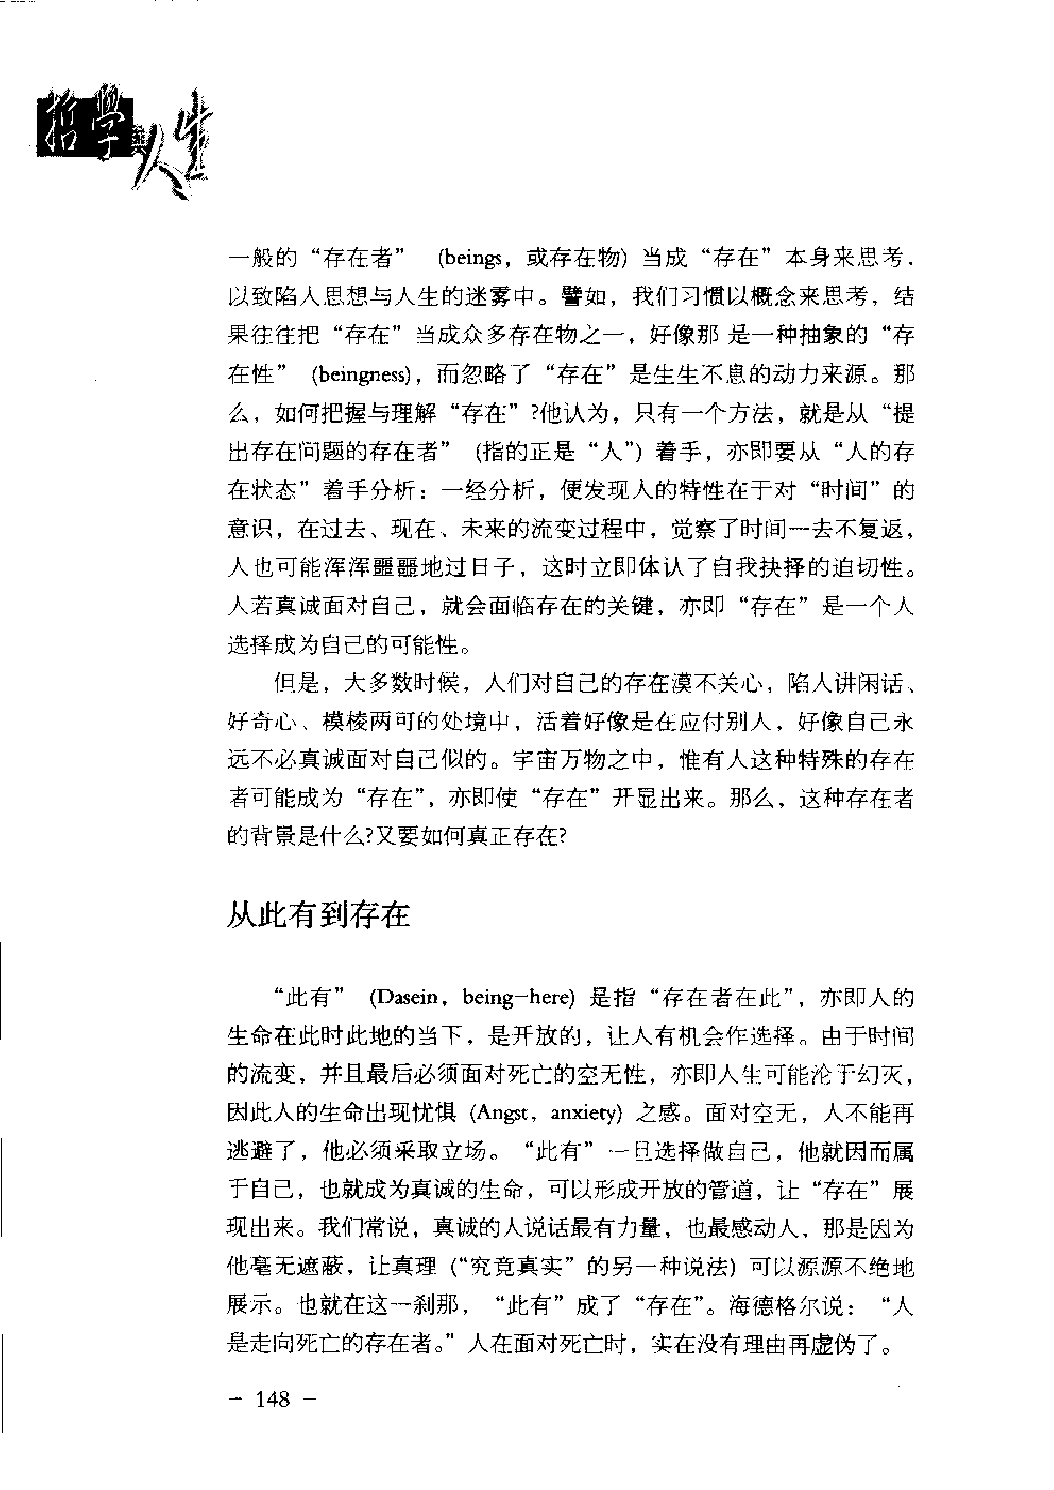 哲學與人生
一般的“存在者” (beings，或存在物) 当成“存在”本身来思考，
以致陷入思想与人生的迷雾中。譬如，我们习惯以概念来思考，结
果往往把“存在”当成众多存在物之一，好像那是一种抽象的“存
在性” (beingness)，而忽略了“存在”是生生不息的动力来源。那
么，如何把握与理解“存在”?他认为，只有一个方法，就是从“提
出存在问题的存在者” (指的正是“人”) 着手，亦即要从“人的存
在状态”着手分析：一经分析，便发现人的特性在于对“时间”的
意识，在过去、现在、未来的流变过程中，觉察了时间一去不复返，
人也可能浑浑噩噩地过日子，这时立即体认了自我抉择的迫切性。
人若真诚面对自己，就会面临存在的关键，亦即“存在”是一个人
选择成为自己的可能性。
但是，大多数时候，人们对自己的存在漠不关心，陷入讲闲话、
好奇心、模棱两可的处境中，活着好像是在应付别人，好像自己永
远不必真诚面对自己似的。宇宙万物之中，惟有人这种特殊的存在
者可能成为“存在”，亦即使“存在”开显出来。那么，这种存在者
的背景是什么?又要如何真正存在?
从此有到存在
“此有” (Dasein，being-here) 是指“存在者在此”，亦即人的
生命在此时此地的当下，是开放的，让人有机会作选择。由于时间
的流变，并且最后必须面对死亡的空无性，亦即人生可能沦于幻灭，
因此人的生命出现忧惧 (Angst，anxiety) 之感。面对空无，人不能再
逃避了，他必须采取立场。“此有”一旦选择做自己，他就因而属
于自己，也就成为真诚的生命，可以形成开放的管道，让“存在”展
现出来。我们常说，真诚的人说话最有力量，也最感动人，那是因为
他毫无遮蔽，让真理 (“究竟真实”的另一种说法) 可以源源不绝地
展示。也就在这一刹那，“此有”成了“存在”。海德格尔说：“人
是走向死亡的存在者。”人在面对死亡时，实在没有理由再虚伪了。
- 148 -